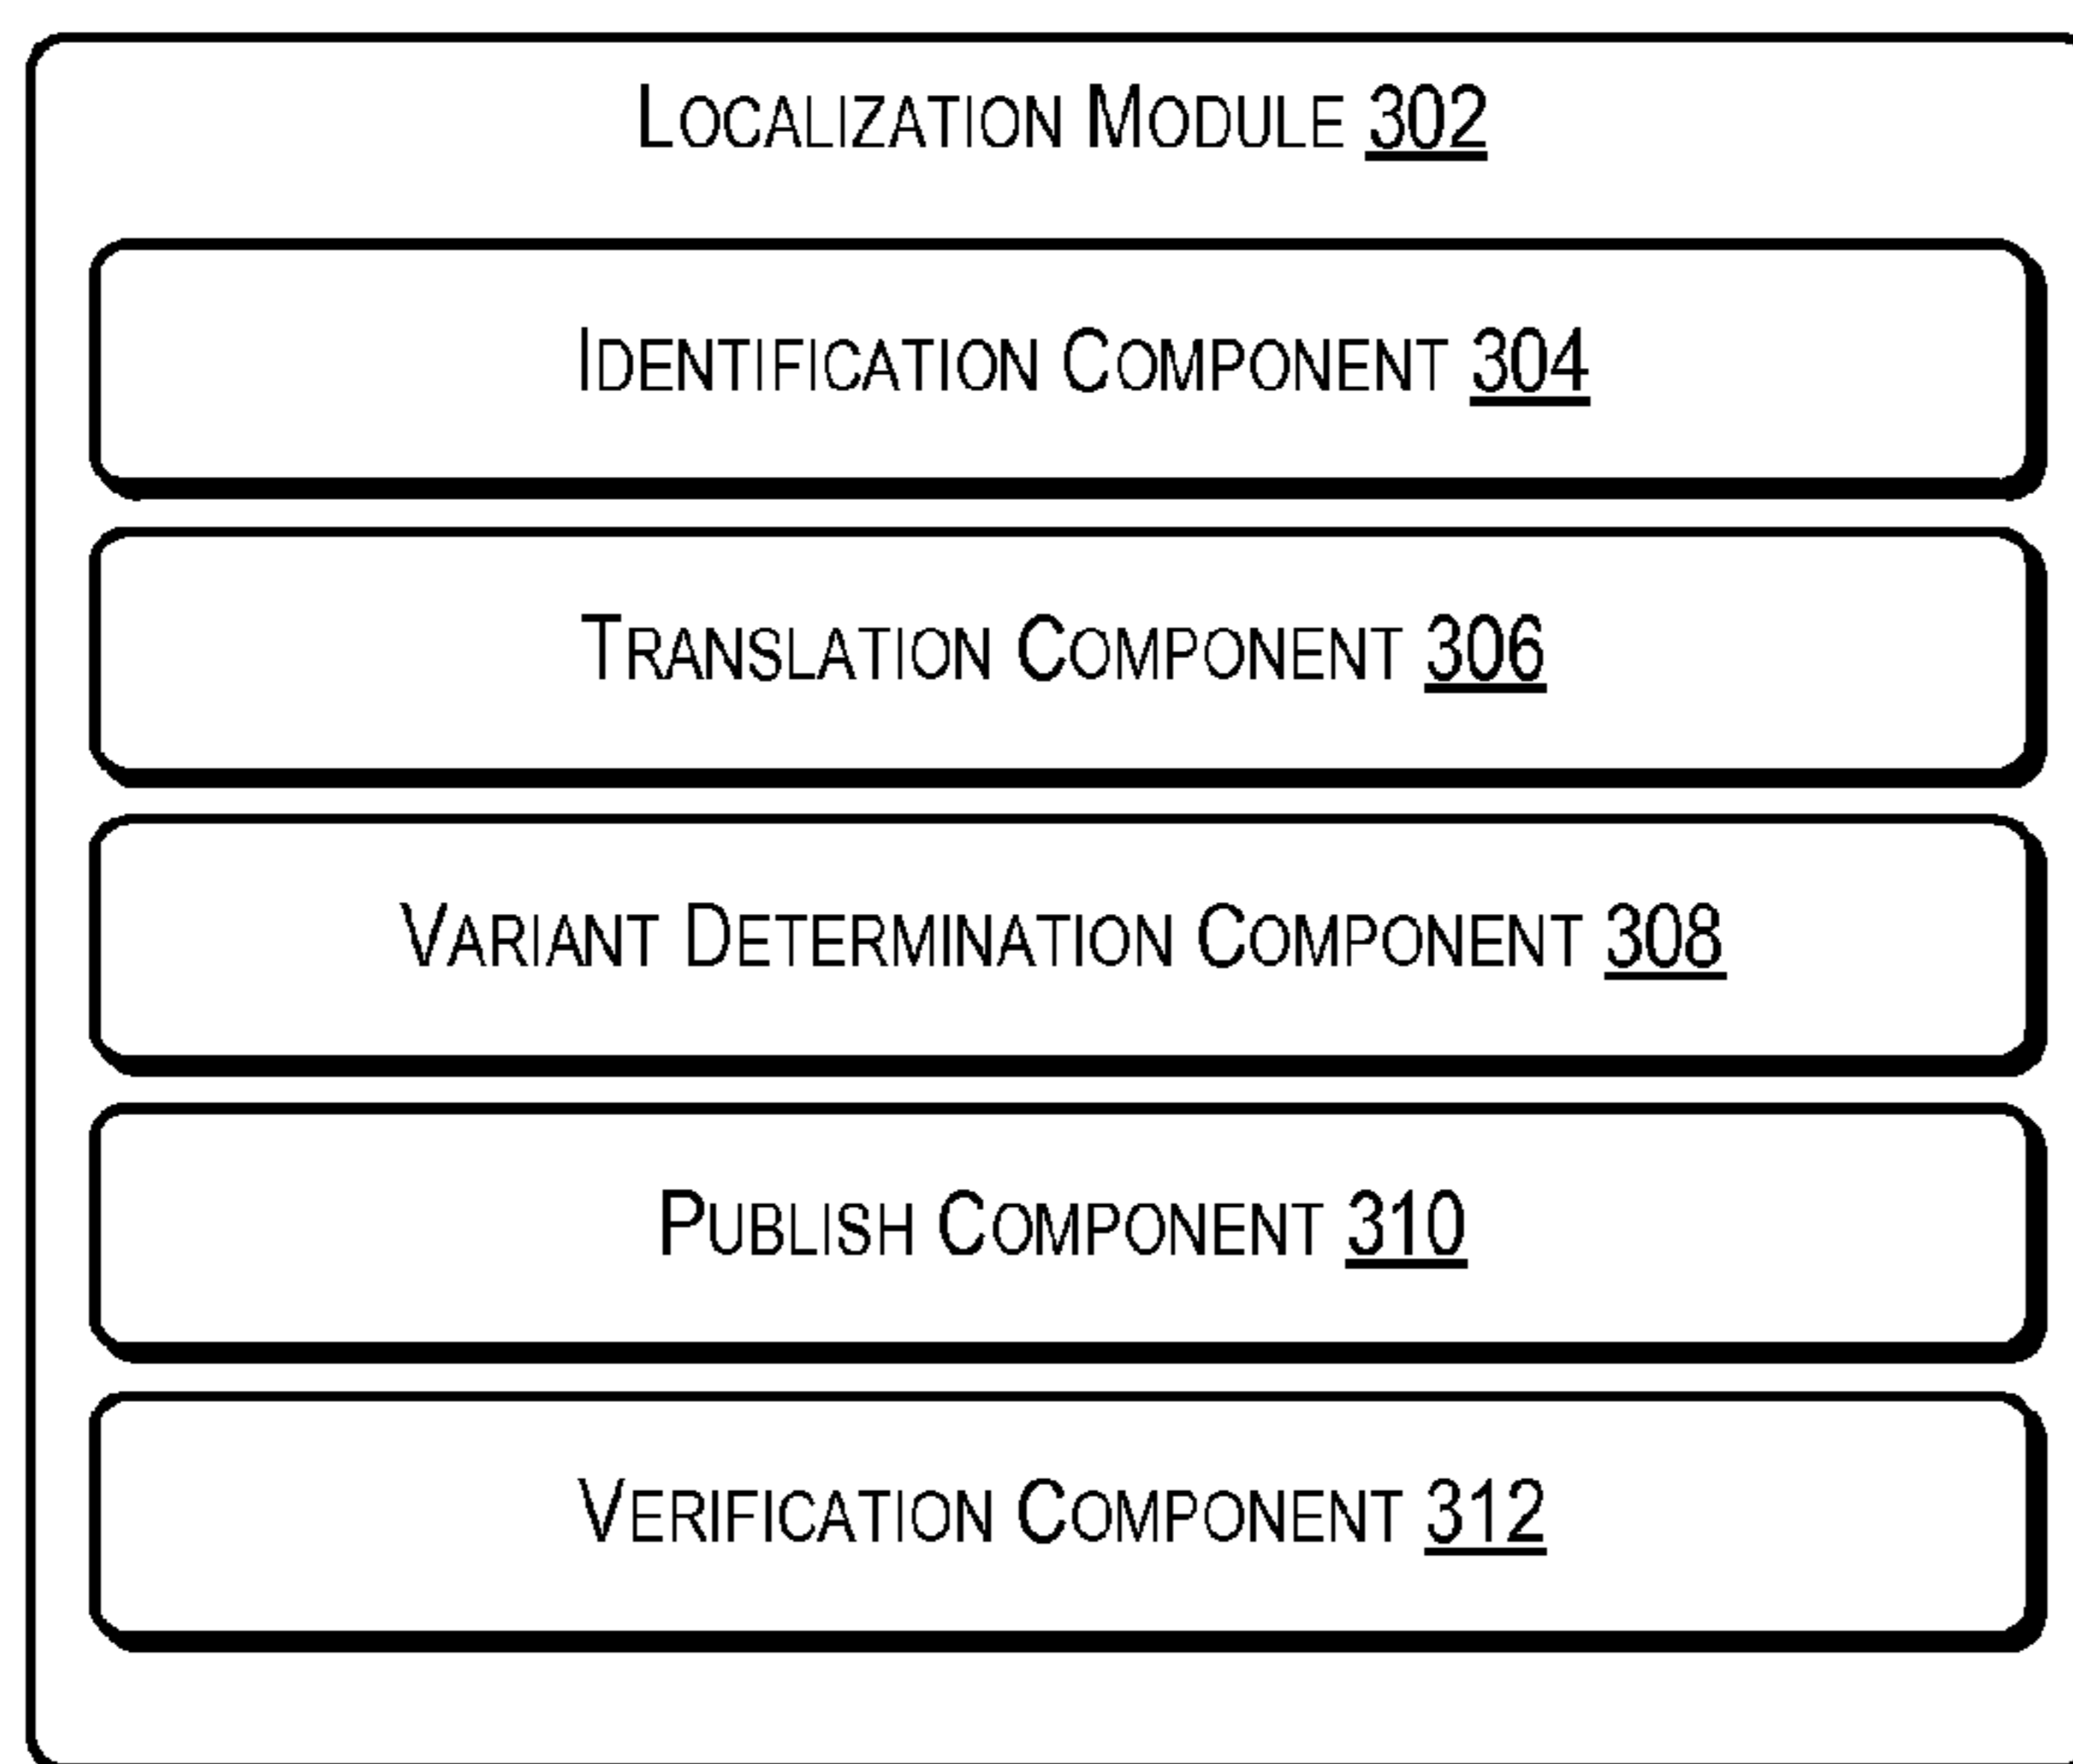 LOCALIZATION MODULE 302
IDENTIFICATION COMPONENT 304
TRANSLATION COMPONENT 306
VARIANT DETERMINATION COMPONENT 308
PUBLISH COMPONENT 310
VERIFICATION COMPONENT 312